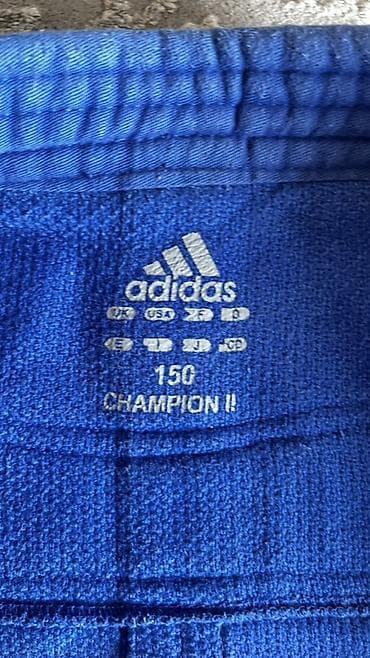 adidas
UK USA F D
E I J CD
150
CHAMPION II